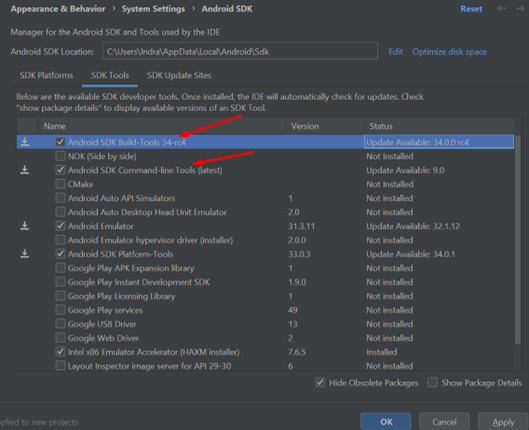 Appearance & Behavior › System Settings › Android SDK Reset
Manager for the Android SDK and Tools used by the IDE
Android SDK Location: C:\Users\Indra\AppData\Local\Android\Sdk Edit Optimize disk space
SDK Platforms SDK Tools SDK Update Sites
Below are the available SDK developer tools. Once installed, the IDE will automatically check for updates. Check
"show package details" to display available versions of an SDK Tool.
Name Version Status
Android SDK Build-Tools 34-rc4 Update Available: 34.0.0 rc4
NDK (Side by side) Not Installed
Android SDK Command-line Tools (latest) Update Available: 9.0
CMake Not Installed
Android Auto API Simulators 1 Not installed
Android Auto Desktop Head Unit Emulator 2.0 Not installed
Android Emulator 31.3.11 Update Available: 32.1.12
Android Emulator hypervisor driver (installer) 2.0.0 Not installed
Android SDK Platform-Tools 33.0.3 Update Available: 34.0.1
Google Play APK Expansion library 1 Not installed
Google Play Instant Development SDK 1.9.0 Not installed
Google Play Licensing Library 1 Not installed
Google Play services 49 Not installed
Google USB Driver 13 Not installed
Google Web Driver 2 Not installed
Intel x86 Emulator Accelerator (HAXM installer) 7.6.5 Installed
Layout Inspector image server for API 29-30 6 Not installed
Hide Obsolete Packages Show Package Details
plied to new projects OK Cancel Apply